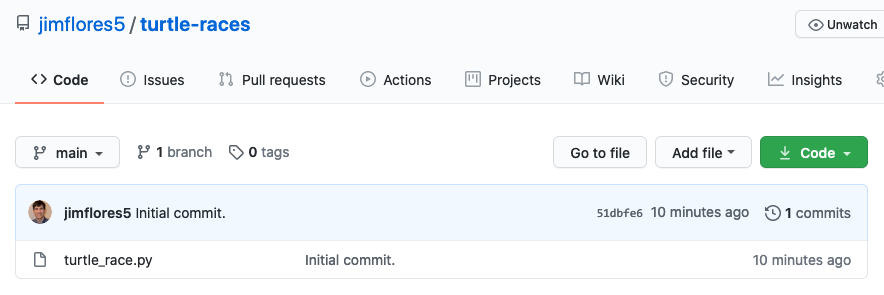 jimflores5 / turtle-races
Unwatch
Code Issues Pull requests Actions Projects Wiki Security Insights
main 1 branch 0 tags Go to file Add file Code
jimflores5 Initial commit. 51dbfe6 10 minutes ago 1 commits
turtle_race.py Initial commit. 10 minutes ago